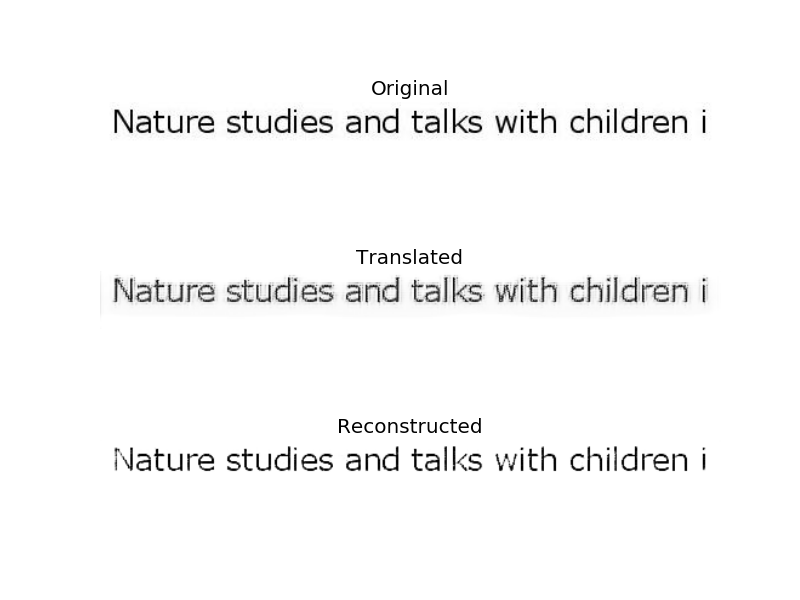 Original
Nature studies and talks with children i
Translated
Nature studies and talks with children i
Reconstructed
Nature studies and talks with children i